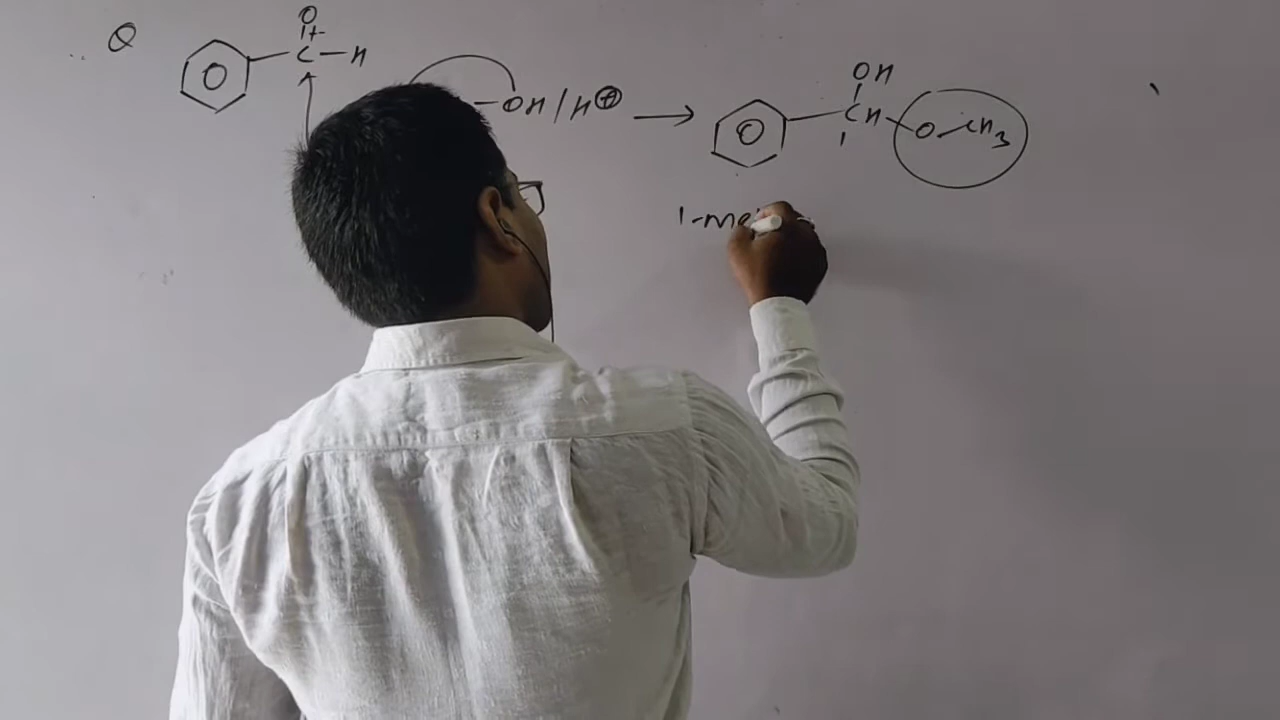 Q
O
C-H
-OH/H⊕ →
OH
CH-O-CH3
1-me